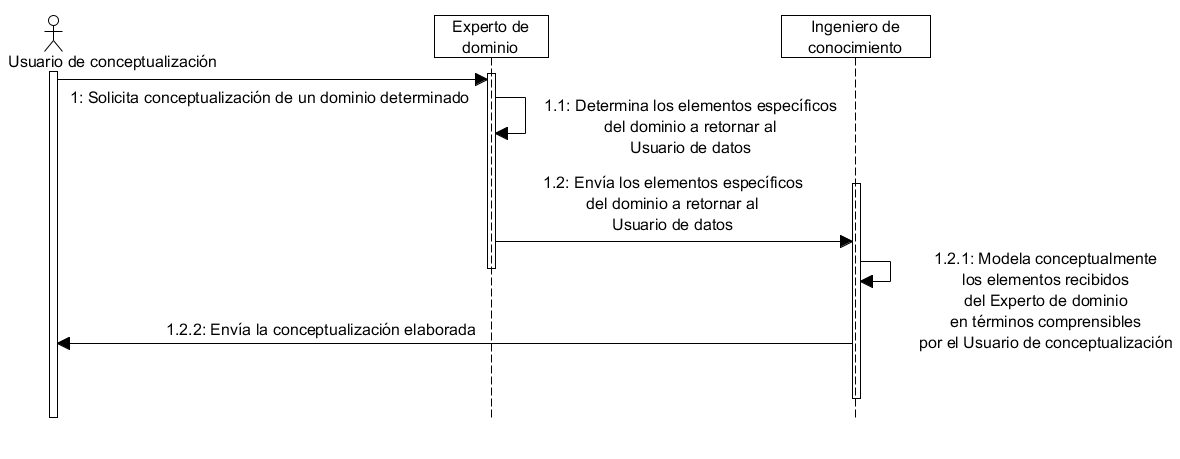 Usuario de conceptualización
Experto de
dominio
Ingeniero de
conocimiento
1: Solicita conceptualización de un dominio determinado
1.1: Determina los elementos específicos
del dominio a retornar al
Usuario de datos
1.2: Envía los elementos específicos
del dominio a retornar al
Usuario de datos
1.2.1: Modela conceptualmente
los elementos recibidos
del Experto de dominio
en términos comprensibles
por el Usuario de conceptualización
1.2.2: Envía la conceptualización elaborada